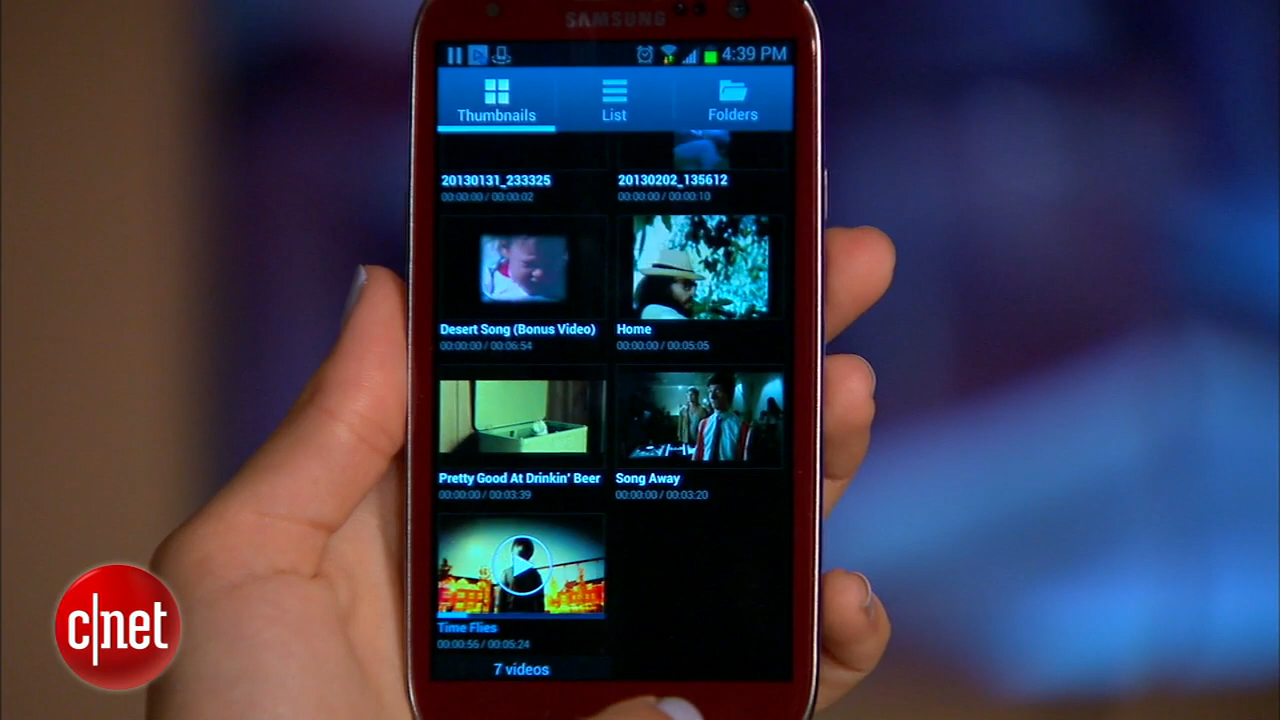 SAMSUNG
4:39 PM
Thumbnails
List
Folders
20130131_233325
20130202_135612
00:00:00 / 00:00:02
00:00:00 / 00:00:10
Desert Song (Bonus Video)
Home
00:00:00 / 00:06:54
00:00:00 / 00:05:05
Pretty Good At Drinkin' Beer
Song Away
00:00:00 / 00:03:39
00:00:00 / 00:03:20
Time Flies
00:00:56 / 00:05:24
7 videos
c|net